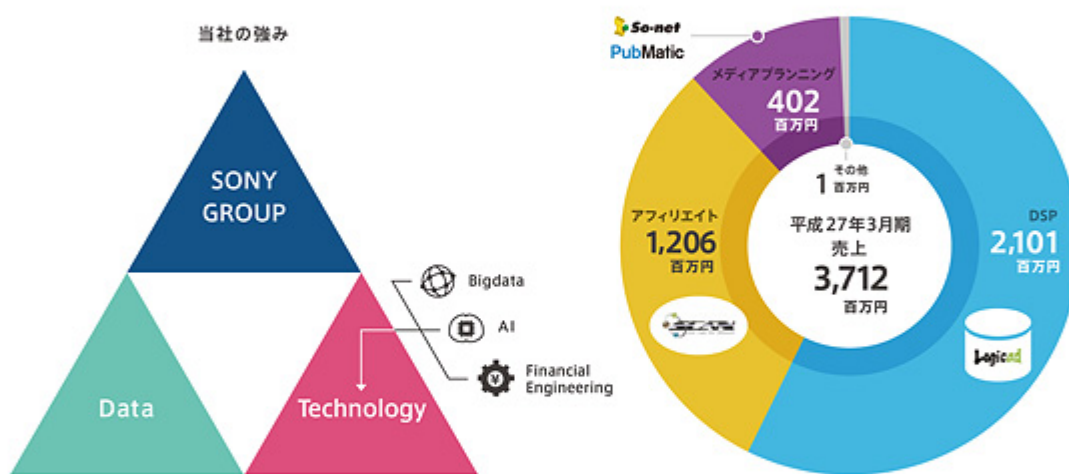 当社の強み
SONY
GROUP
Data
Technology
Bigdata
AI
¥
Financial
Engineering
So-net
PubMatic
メディアプランニング
402
百万円
1
その他
百万円
平成27年3月期
売上
3,712
百万円
アフィリエイト
1,206
百万円
DSP
2,101
百万円
Logicad